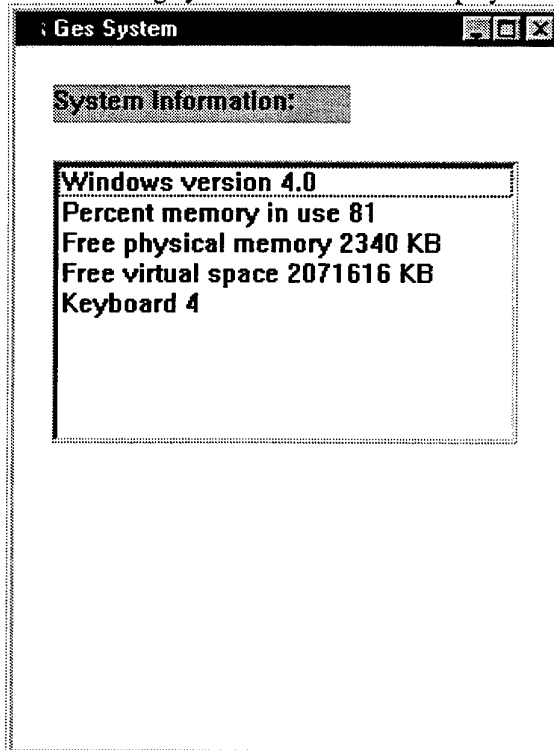 Ges System
System Information:
Windows version 4.0
Percent memory in use 81
Free physical memory 2340 KB
Free virtual space 2071616 KB
Keyboard 4